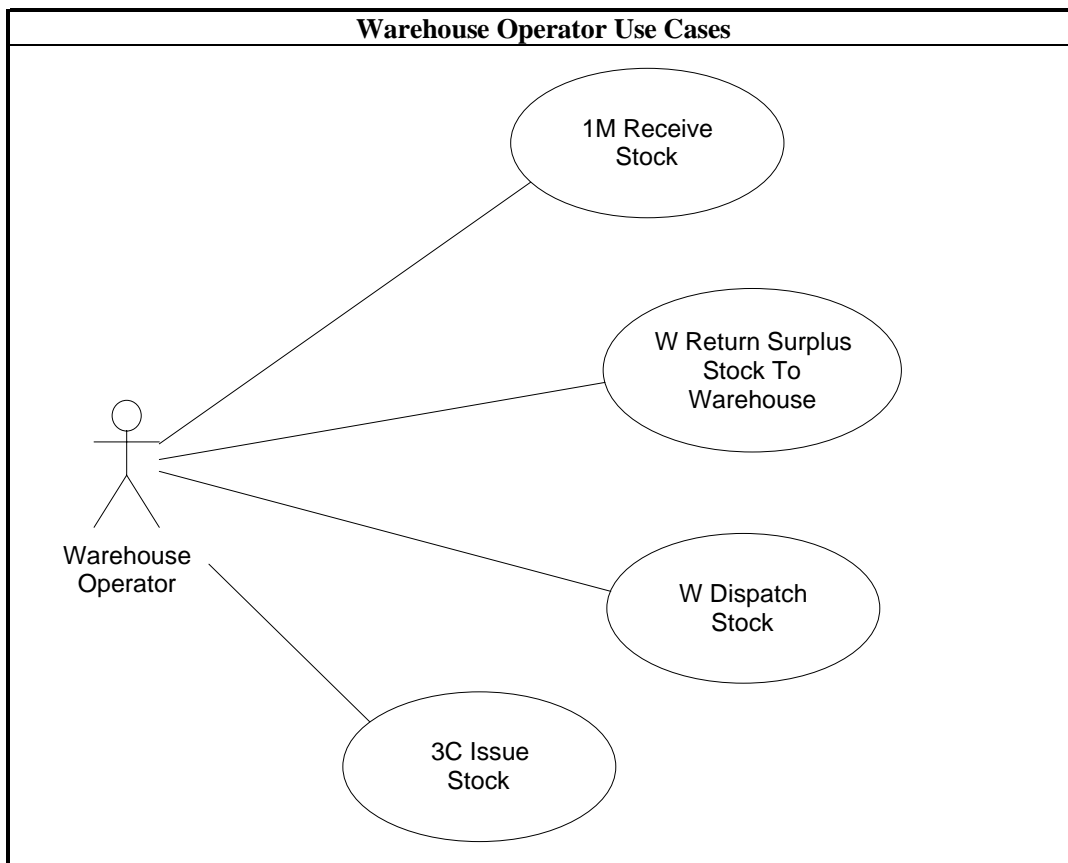 Warehouse Operator Use Cases
1M Receive
Stock
W Return Surplus
Stock To
Warehouse
Warehouse
Operator
W Dispatch
Stock
3C Issue
Stock